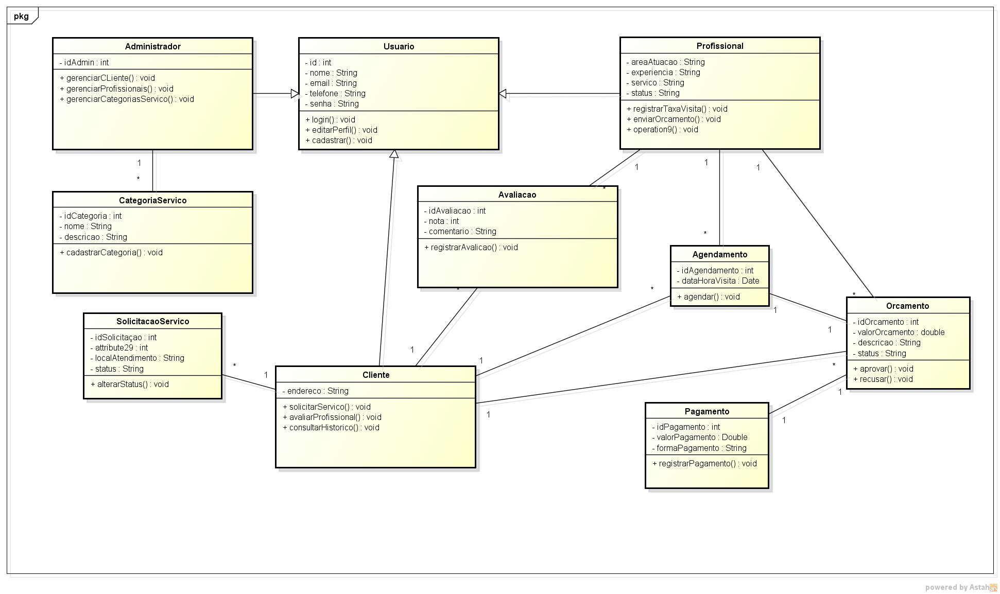 pkg
Administrador
- idAdmin : int
+ gerenciarCLiente() : void
+ gerenciarProfissionais() : void
+ gerenciarCategoriasServico() : void
Usuario
- id : int
- nome : String
- email : String
- telefone : String
- senha : String
+ login() : void
+ editarPerfil() : void
+ cadastrar() : void
Profissional
- areaAtuacao : String
- experiencia : String
- servico : String
- status : String
+ registrarTaxaVisita() : void
+ enviarOrcamento() : void
+ operation9() : void
1
*
1
*
1
*
1
*
CategoriaServico
- idCategoria : int
- nome : String
- descricao : String
+ cadastrarCategoria() : void
Avaliacao
- idAvaliacao : int
- nota : int
- comentario : String
+ registrarAvalicao() : void
*
1
Agendamento
- idAgendamento : int
- dataHoraVisita : Date
+ agendar() : void
*
1
1
1
Orcamento
- idOrcamento : int
- valorOrcamento : double
- descricao : String
- status : String
+ aprovar() : void
+ recusar() : void
*
1
1
1
SolicitacaoServico
- idSolicitaçao : int
- attribute29 : int
- localAtendimento : String
- status : String
+ alterarStatus() : void
*
1
Cliente
- endereco : String
+ solicitarServico() : void
+ avaliarProfissional() : void
+ consultarHistorico() : void
Pagamento
- idPagamento : int
- valorPagamento : Double
- formaPagamento : String
+ registrarPagamento() : void
powered by Astah